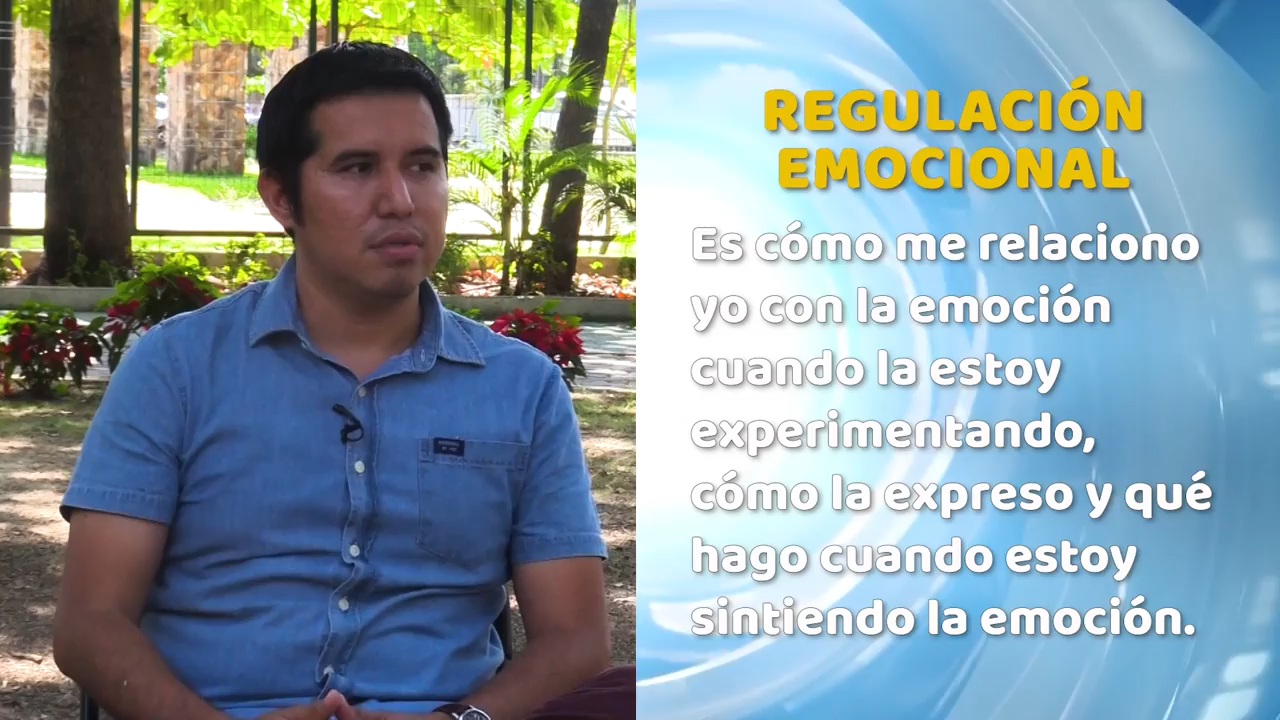 REGULACIÓN
EMOCIONAL
Es cómo me relaciono
yo con la emoción
cuando la estoy
experimentando,
cómo la expreso y qué
hago cuando estoy
sintiendo la emoción.